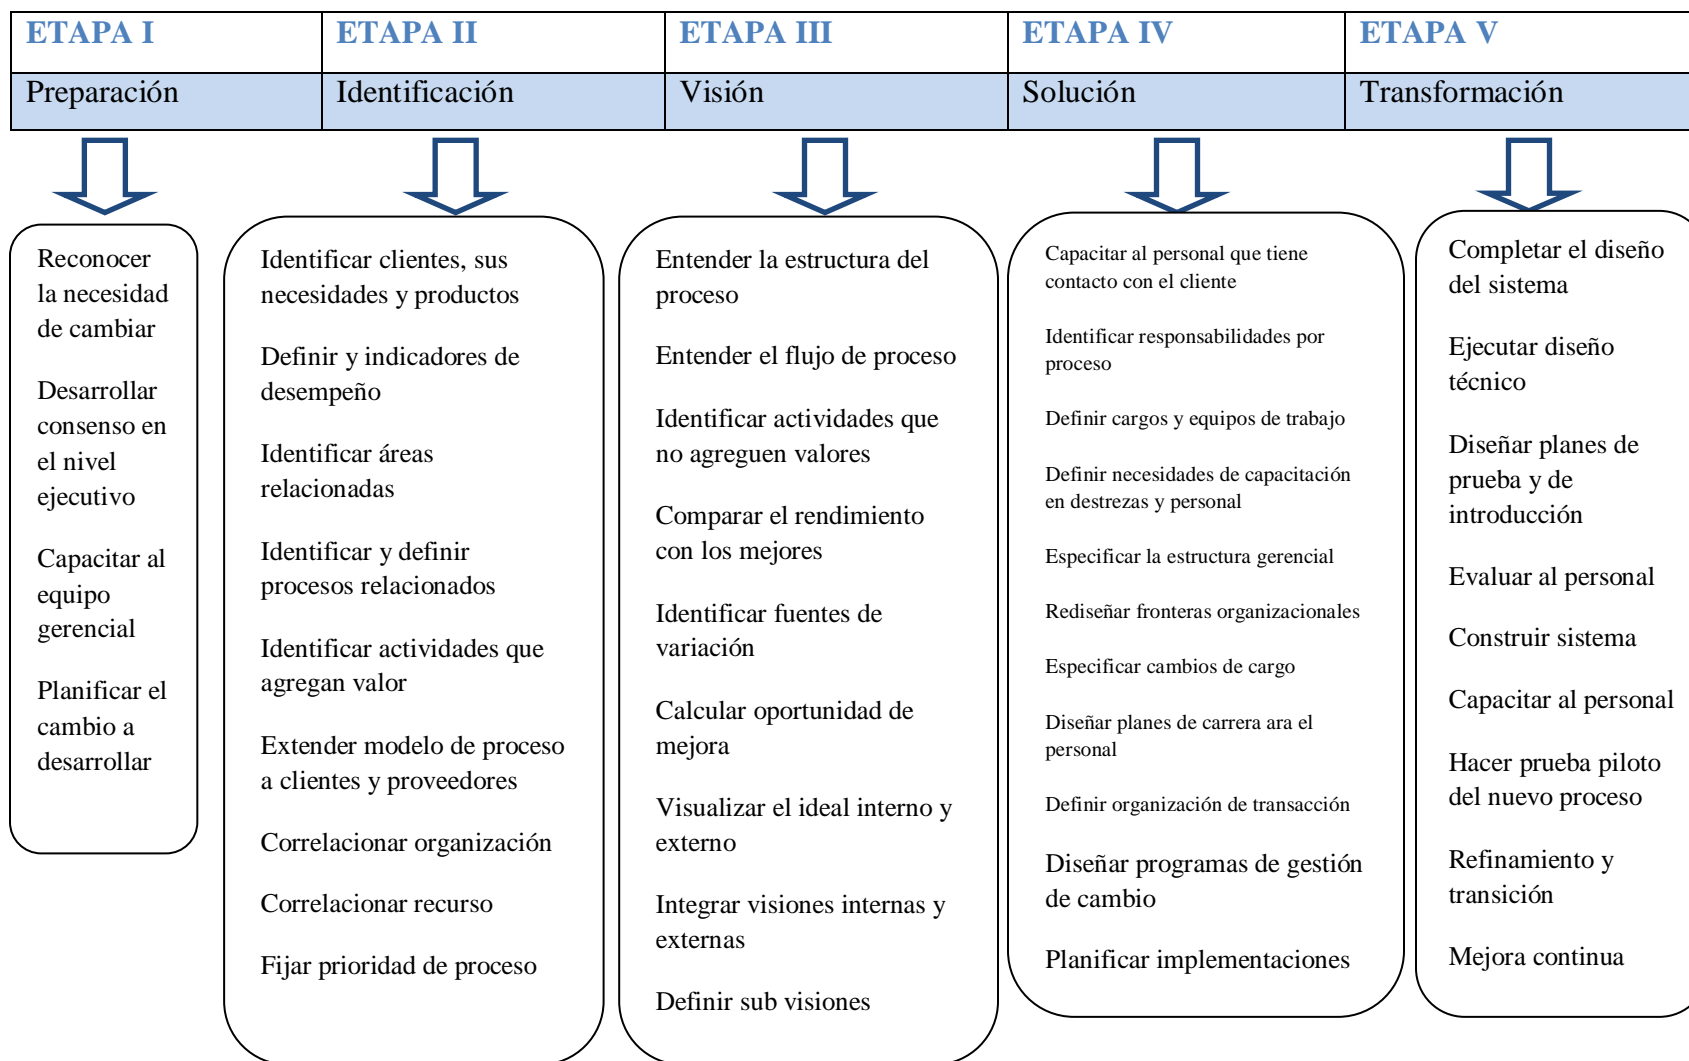 ETAPA I
ETAPA II
ETAPA III
ETAPA IV
ETAPA V
Preparación
Identificación
Visión
Solución
Transformación
Reconocer
la necesidad
de cambiar
Desarrollar
consenso en
el nivel
ejecutivo
Capacitar al
equipo
gerencial
Planificar el
cambio a
desarrollar
Identificar clientes, sus
necesidades y productos
Definir y indicadores de
desempeño
Identificar áreas
relacionadas
Identificar y definir
procesos relacionados
Identificar actividades que
agregan valor
Extender modelo de proceso
a clientes y proveedores
Correlacionar organización
Correlacionar recurso
Fijar prioridad de proceso
Entender la estructura del
proceso
Entender el flujo de proceso
Identificar actividades que
no agreguen valores
Comparar el rendimiento
con los mejores
Identificar fuentes de
variación
Calcular oportunidad de
mejora
Visualizar el ideal interno y
externo
Integrar visiones internas y
externas
Definir sub visiones
Capacitar al personal que tiene
contacto con el cliente
Identificar responsabilidades por
proceso
Definir cargos y equipos de trabajo
Definir necesidades de capacitación
en destrezas y personal
Especificar la estructura gerencial
Rediseñar fronteras organizacionales
Especificar cambios de cargo
Diseñar planes de carrera ara el
personal
Definir organización de transacción
Diseñar programas de gestión
de cambio
Planificar implementaciones
Completar el diseño
del sistema
Ejecutar diseño
técnico
Diseñar planes de
prueba y de
introducción
Evaluar al personal
Construir sistema
Capacitar al personal
Hacer prueba piloto
del nuevo proceso
Refinamiento y
transición
Mejora continua